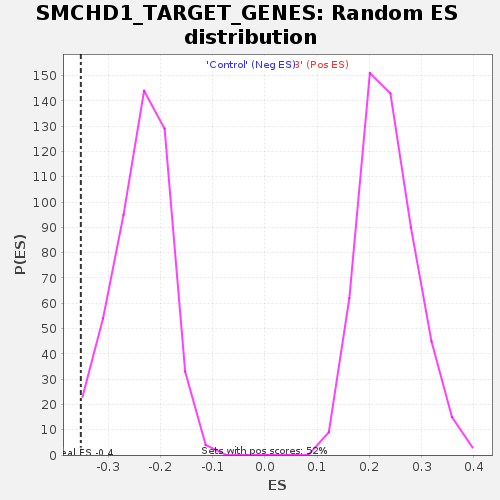 SMCHD1_TARGET_GENES: Random ES
distribution
'Control' (Neg ES) 3' (Pos ES)
P(ES)
150
140
130
120
110
100
90
80
70
60
50
40
30
20
10
0
eal ES -0.4
Sets with pos scores: 52%
-0.3 -0.2 -0.1 0.0 0.1 0.2 0.3 0.4
ES